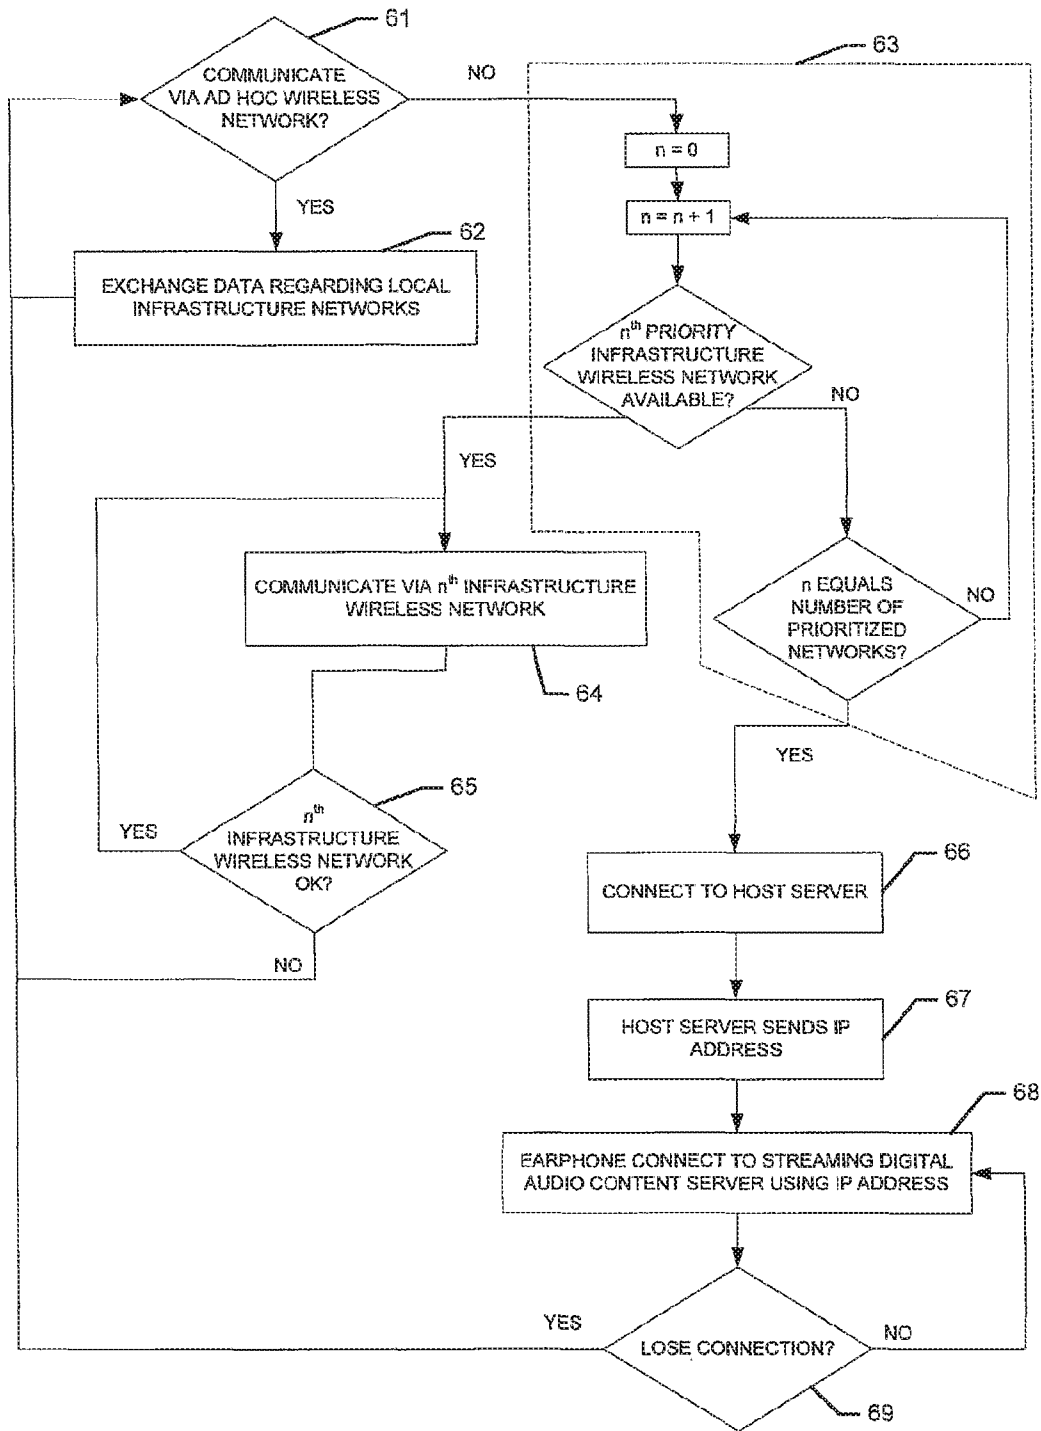 61
COMMUNICATE
VIA AD HOC WIRELESS
NETWORK?
NO
63
n = 0
n = n + 1
YES
62
EXCHANGE DATA REGARDING LOCAL
INFRASTRUCTURE NETWORKS
nth PRIORITY
INFRASTRUCTURE
WIRELESS NETWORK
AVAILABLE?
NO
YES
COMMUNICATE VIA nth INFRASTRUCTURE
WIRELESS NETWORK
64
n EQUALS
NUMBER OF
PRIORITIZED
NETWORKS?
NO
YES
65
nth
INFRASTRUCTURE
WIRELESS NETWORK
OK?
YES
NO
66
CONNECT TO HOST SERVER
67
HOST SERVER SENDS IP
ADDRESS
68
EARPHONE CONNECT TO STREAMING DIGITAL
AUDIO CONTENT SERVER USING IP ADDRESS
YES
LOSE CONNECTION?
NO
69